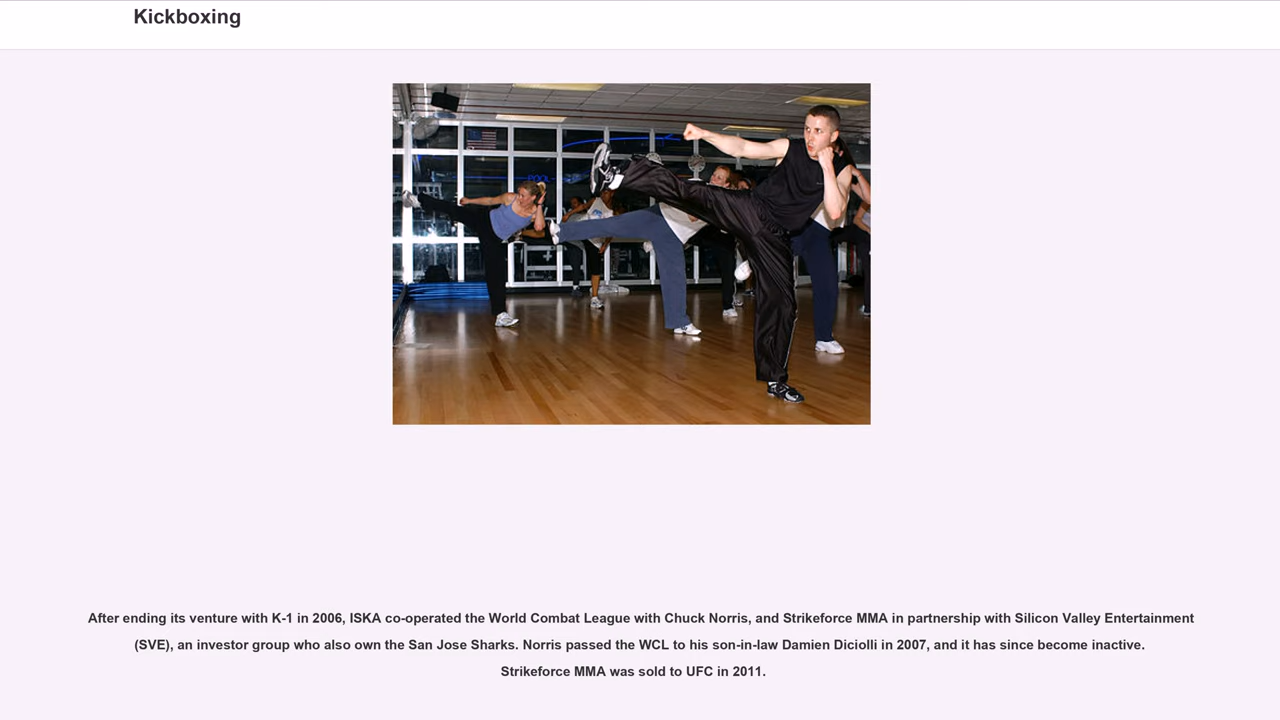 Kickboxing
POOL
After ending its venture with K-1 in 2006, ISKA co-operated the World Combat League with Chuck Norris, and Strikeforce MMA in partnership with Silicon Valley Entertainment
(SVE), an investor group who also own the San Jose Sharks. Norris passed the WCL to his son-in-law Damien Diciolli in 2007, and it has since become inactive.
Strikeforce MMA was sold to UFC in 2011.